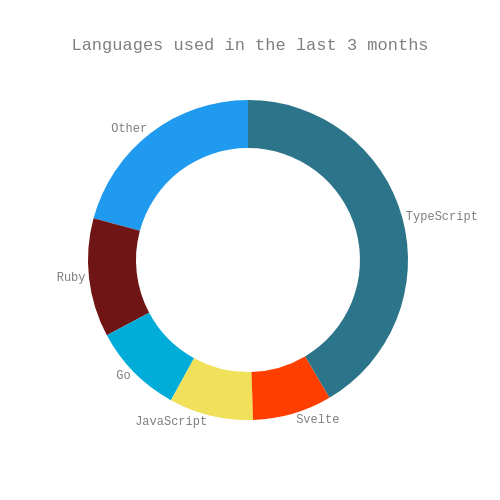 Languages used in the last 3 months
Other
TypeScript
Ruby
Go
JavaScript
Svelte